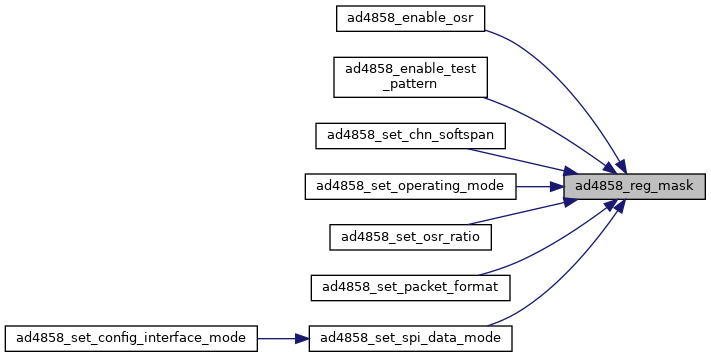 ad4858_enable_osr
ad4858_enable_test
_pattern
ad4858_set_chn_softspan
ad4858_set_operating_mode
ad4858_reg_mask
ad4858_set_osr_ratio
ad4858_set_packet_format
ad4858_set_config_interface_mode
ad4858_set_spi_data_mode